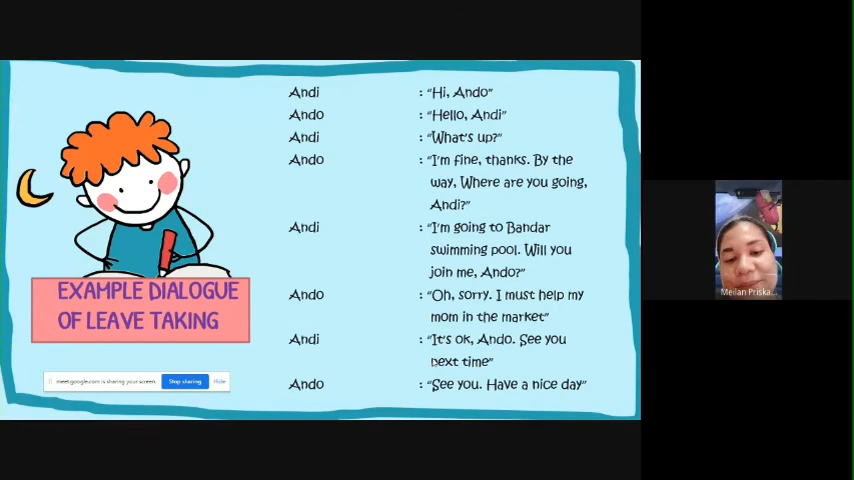 Andi : "Hi, Ando"
Ando : "Hello, Andi"
Andi : "What's up?"
Ando : "I'm fine, thanks. By the
way, Where are you going,
Andi?"
Andi : "I'm going to Bandar
swimming pool. Will you
join me, Ando?"
Ando : "Oh, sorry. I must help my
mom in the market"
Andi : "It's ok, Ando. See you
next time"
Ando : "See you. Have a nice day"
EXAMPLE DIALOGUE
OF LEAVE TAKING
meet.google.com is sharing your screen. Stop sharing Hide
Meilan Priska...